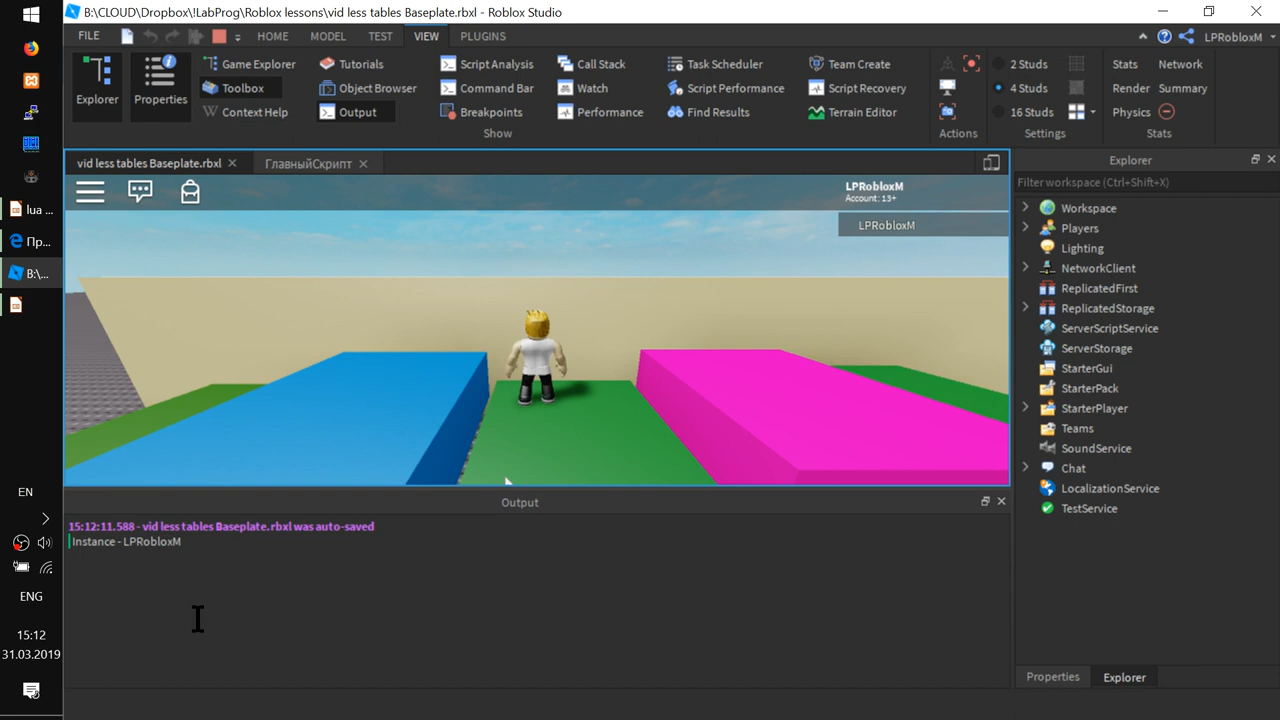 B:\CLOUD\Dropbox\!LabProg\Roblox lessons\vid less tables Baseplate.rbxl - Roblox Studio
FILE HOME MODEL TEST VIEW PLUGINS LPRobloxM
Explorer
Properties
Game Explorer
Toolbox
Context Help
Tutorials
Object Browser
Output
Script Analysis
Command Bar
Breakpoints
Call Stack
Watch
Performance
Task Scheduler
Script Performance
Find Results
Team Create
Script Recovery
Terrain Editor
Show
Actions
2 Studs
4 Studs
16 Studs
Settings
Stats Network
Render Summary
Physics
Stats
vid less tables Baseplate.rbxl
ГлавныйСкрипт
LPRobloxM
Account: 13+
LPRobloxM
Output
15:12:11.588 - vid less tables Baseplate.rbxl was auto-saved
Instance - LPRobloxM
Explorer
Filter workspace (Ctrl+Shift+X)
Workspace
Players
Lighting
NetworkClient
ReplicatedFirst
ReplicatedStorage
ServerScriptService
ServerStorage
StarterGui
StarterPack
StarterPlayer
Teams
SoundService
Chat
LocalizationService
TestService
Properties Explorer
lua ...
Пр...
B:\...
EN
ENG
15:12
31.03.2019